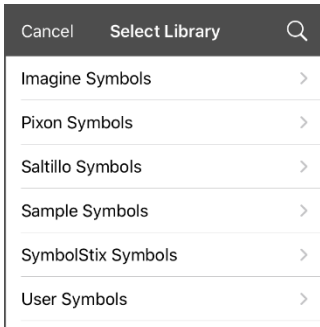 Cancel Select Library
Imagine Symbols
Pixon Symbols
Saltillo Symbols
Sample Symbols
SymbolStix Symbols
User Symbols